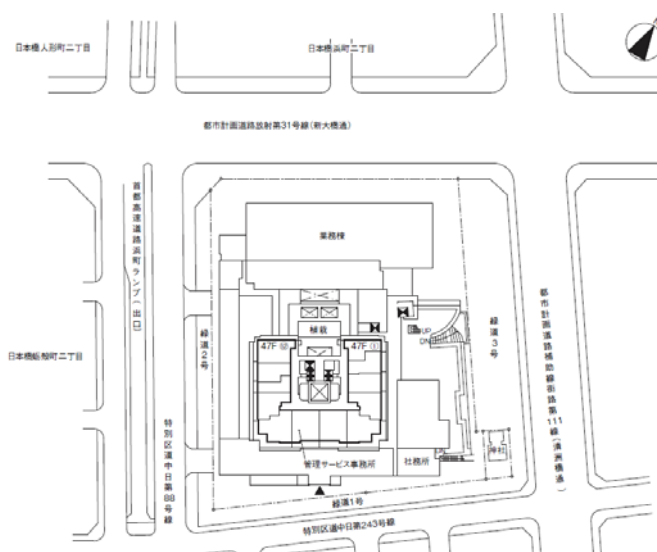 日本橋人形町二丁目
日本橋浜町二丁目
都市計画道路放射第31号線(新大橋通)
首都高速道路浜町ランプ(出口)
業務棟
植栽
47F ⑫
47F ①
UP
DN
緑道2号
緑道3号
都市計画道路補助線街路第111線(清洲橋通)
日本橋蛎殻町二丁目
特別区道中日第88号線
管理サービス事務所
社務所
神社
緑道1号
特別区道中日第243号線